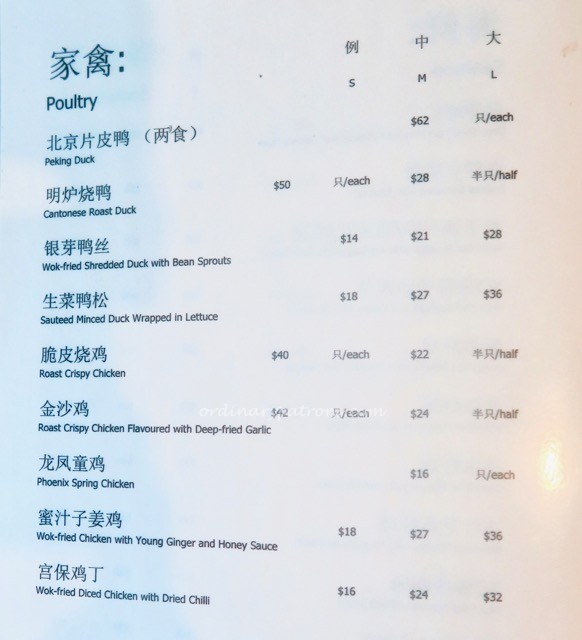 家禽:
Poultry
例 中 大
S M L
北京片皮鸭 （两食） $62 只/each
Peking Duck
明炉烧鸭 $50 只/each $28 半只/half
Cantonese Roast Duck
银芽鸭丝 $14 $21 $28
Wok-fried Shredded Duck with Bean Sprouts
生菜鸭松 $18 $27 $36
Sauteed Minced Duck Wrapped in Lettuce
脆皮烧鸡 $40 只/each $22 半只/half
Roast Crispy Chicken
金沙鸡 $42 只/each $24 半只/half
Roast Crispy Chicken Flavoured with Deep-fried Garlic
龙凤童鸡 $16 只/each
Phoenix Spring Chicken
蜜汁子姜鸡 $18 $27 $36
Wok-fried Chicken with Young Ginger and Honey Sauce
宫保鸡丁 $16 $24 $32
Wok-fried Diced Chicken with Dried Chilli